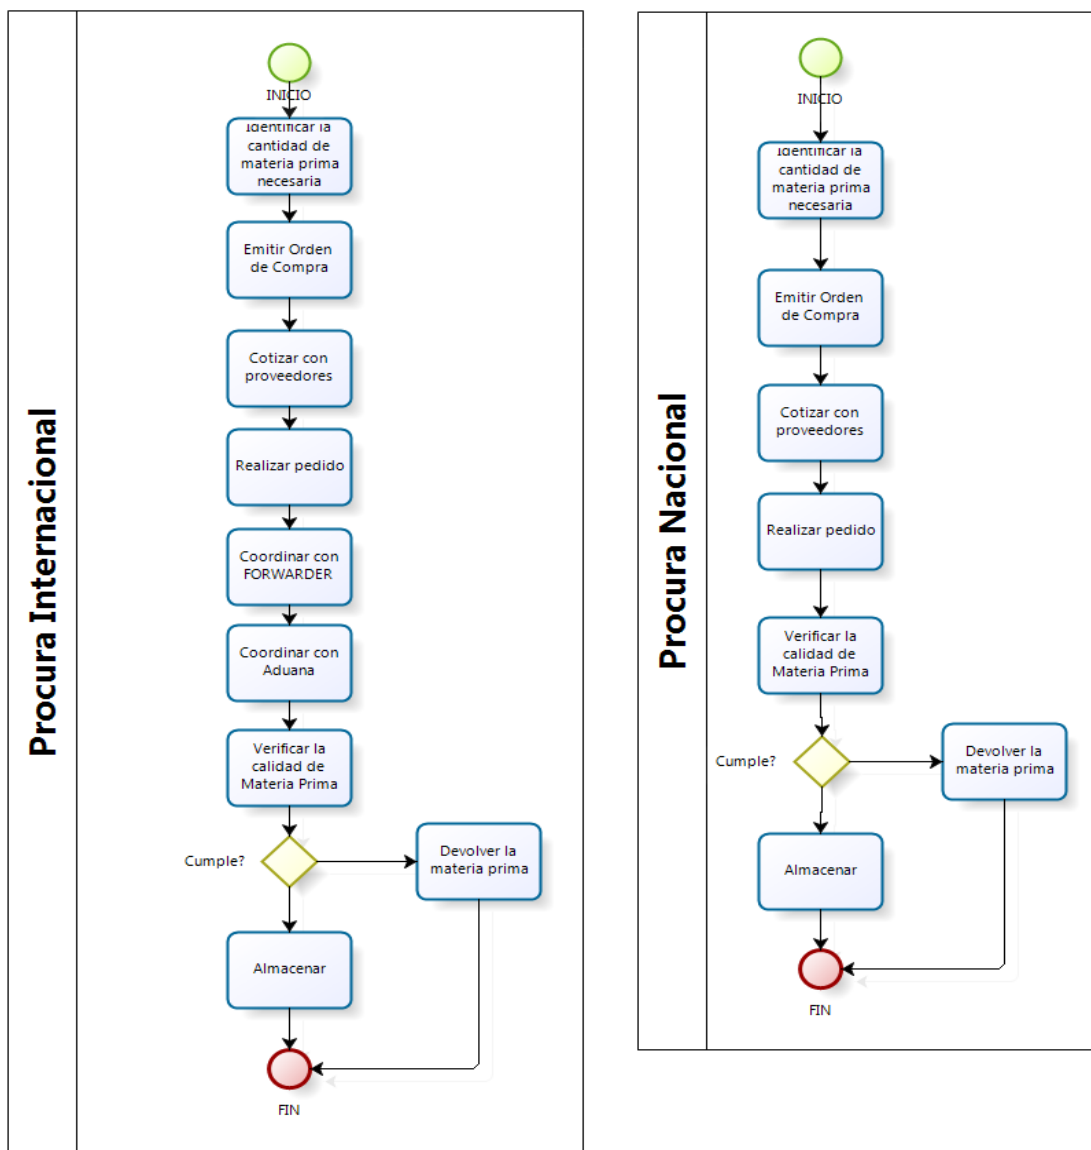 Procura Internacional
INICIO
Identificar la
cantidad de
materia prima
necesaria
Emitir Orden
de Compra
Cotizar con
proveedores
Realizar pedido
Coordinar con
FORWARDER
Coordinar con
Aduana
Verificar la
calidad de
Materia Prima
Cumple?
Devolver la
materia prima
Almacenar
FIN
Procura Nacional
INICIO
Identificar la
cantidad de
materia prima
necesaria
Emitir Orden
de Compra
Cotizar con
proveedores
Realizar pedido
Verificar la
calidad de
Materia Prima
Cumple?
Devolver la
materia prima
Almacenar
FIN